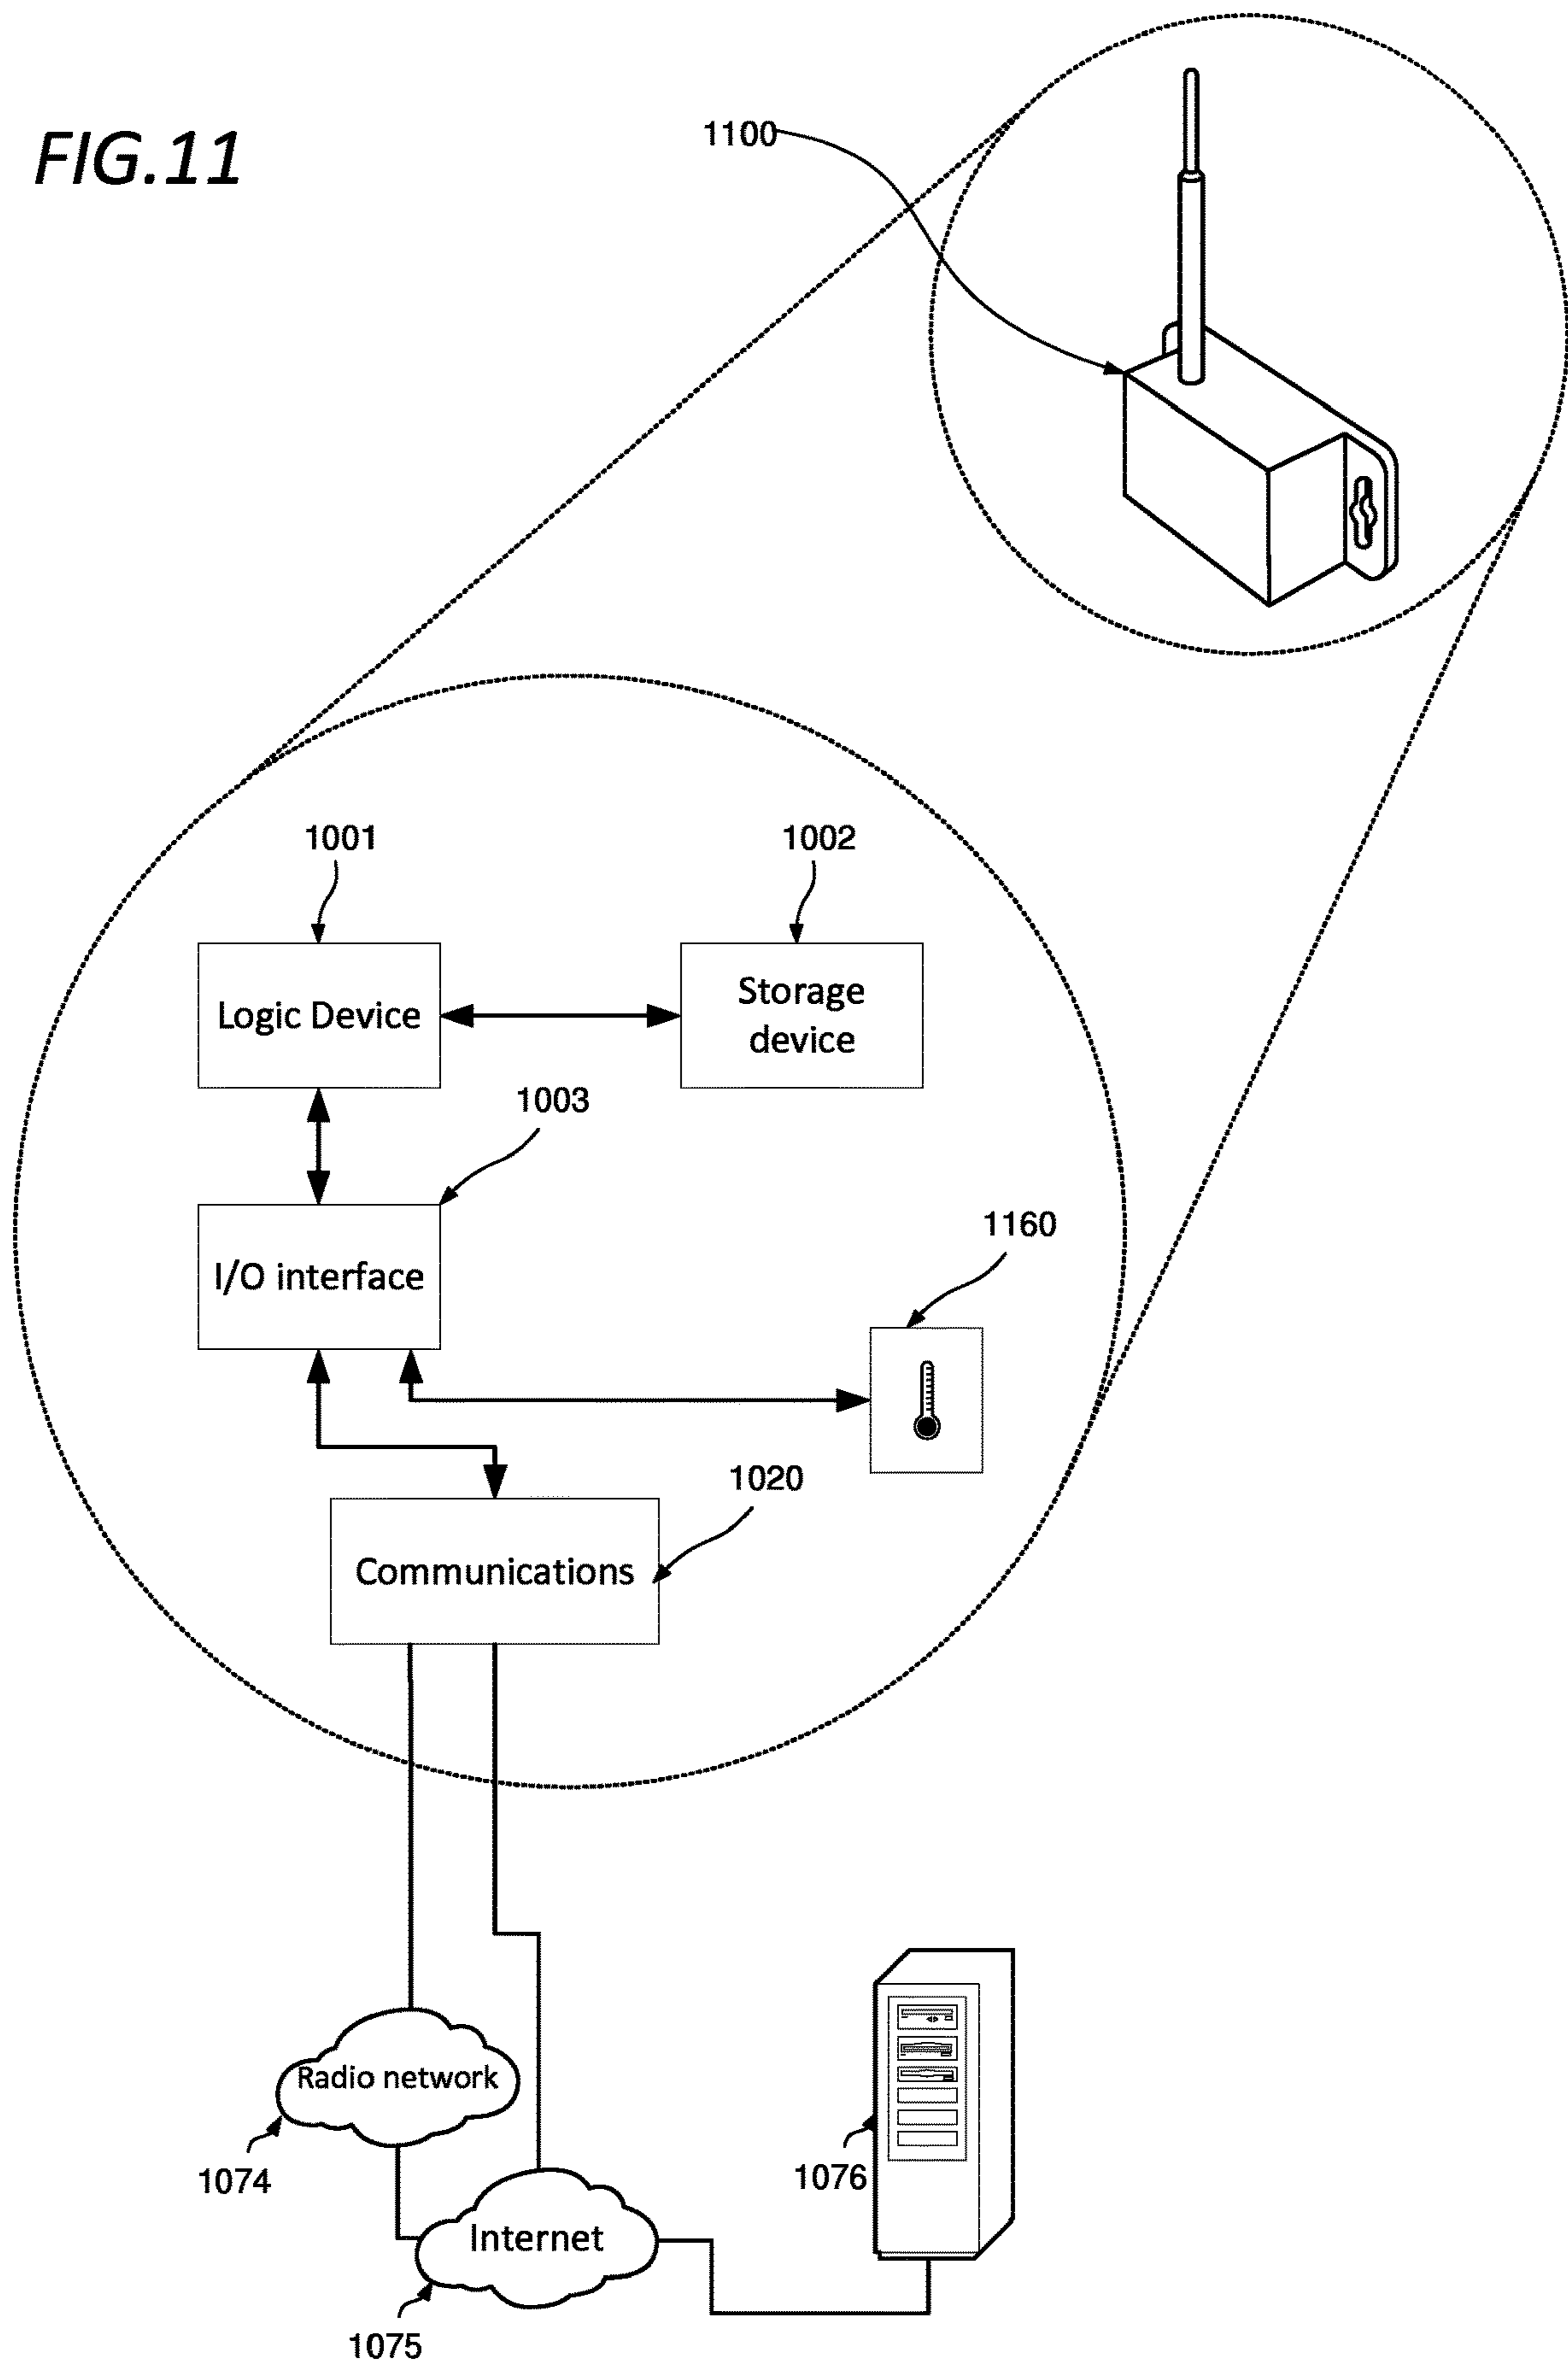 FIG.11
1100
1001
1002
Logic Device
Storage
device
1003
I/O interface
1160
1020
Communications
Radio network
1074
1076
Internet
1075